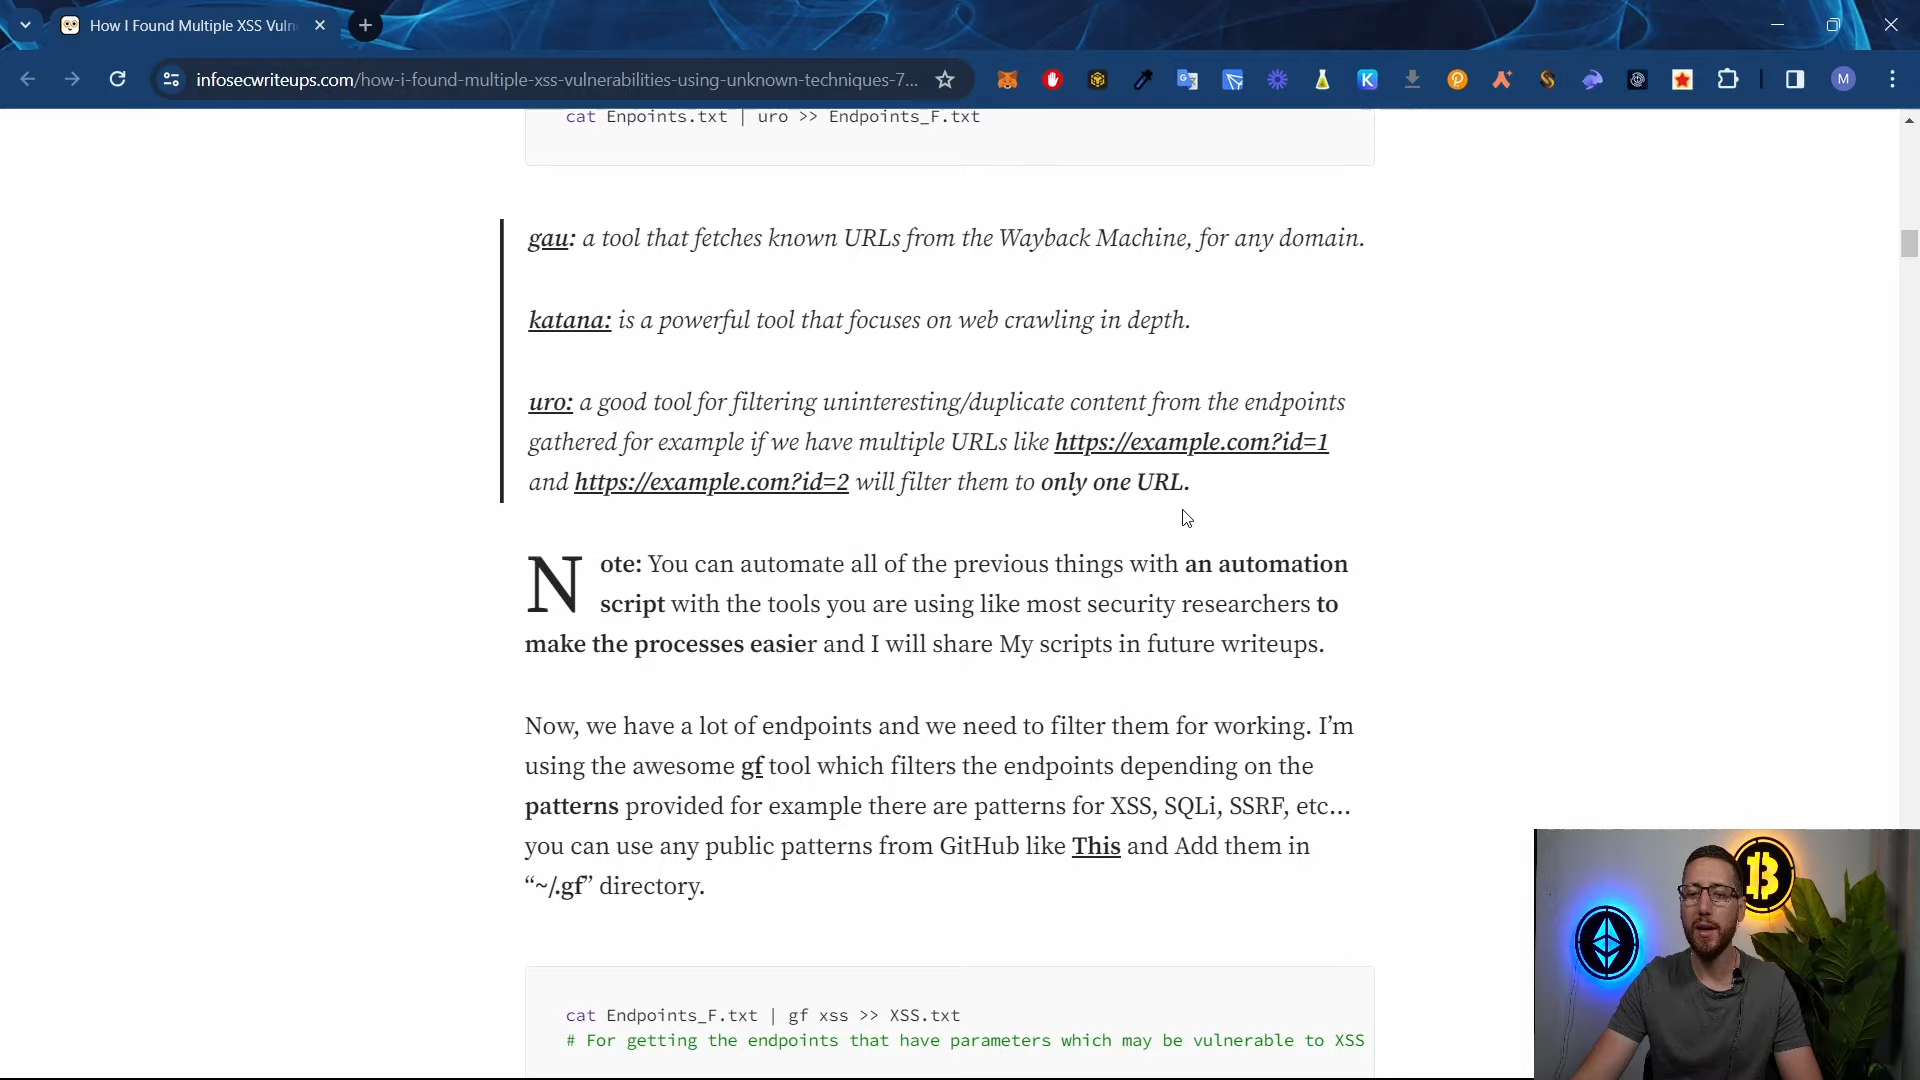 How I Found Multiple XSS Vuln
infosecwriteups.com/how-i-found-multiple-xss-vulnerabilities-using-unknown-techniques-7...
M
cat Enpoints.txt | uro >> Endpoints_F.txt
gau: a tool that fetches known URLs from the Wayback Machine, for any domain.
katana: is a powerful tool that focuses on web crawling in depth.
uro: a good tool for filtering uninteresting/duplicate content from the endpoints
gathered for example if we have multiple URLs like https://example.com?id=1
and https://example.com?id=2 will filter them to only one URL.
Note: You can automate all of the previous things with an automation
script with the tools you are using like most security researchers to
make the processes easier and I will share My scripts in future writeups.
Now, we have a lot of endpoints and we need to filter them for working. I’m
using the awesome gf tool which filters the endpoints depending on the
patterns provided for example there are patterns for XSS, SQLi, SSRF, etc…
you can use any public patterns from GitHub like This and Add them in
“~/.gf” directory.
cat Endpoints_F.txt | gf xss >> XSS.txt
# For getting the endpoints that have parameters which may be vulnerable to XSS